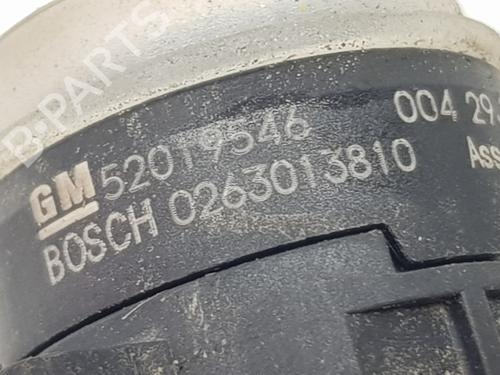 B-PARTS
GM 52019546
BOSCH 0263013810
004 29
Ass